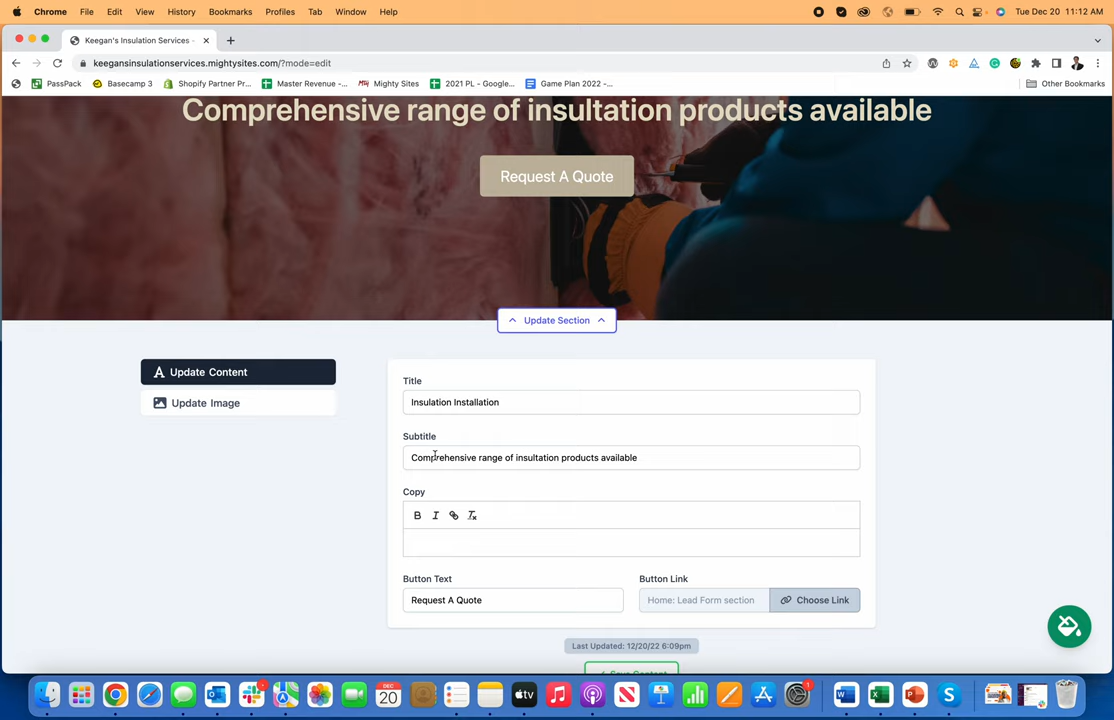 Chrome File Edit View History Bookmarks Profiles Tab Window Help Tue Dec 20 11:12 AM
Keegan's Insulation Services -
keegansinsulationservices.mightysites.com/?mode=edit
PassPack Basecamp 3 Shopify Partner Pr... Master Revenue -... Mighty Sites 2021 PL - Google... Game Plan 2022 -... Other Bookmarks
Comprehensive range of insultation products available
Request A Quote
Update Section
Update Content
Update Image
Title
Insulation Installation
Subtitle
Comprehensive range of insultation products available
Copy
Button Text
Button Link
Request A Quote
Home: Lead Form section
Choose Link
Last Updated: 12/20/22 6:09pm
Save Content
DEC
20